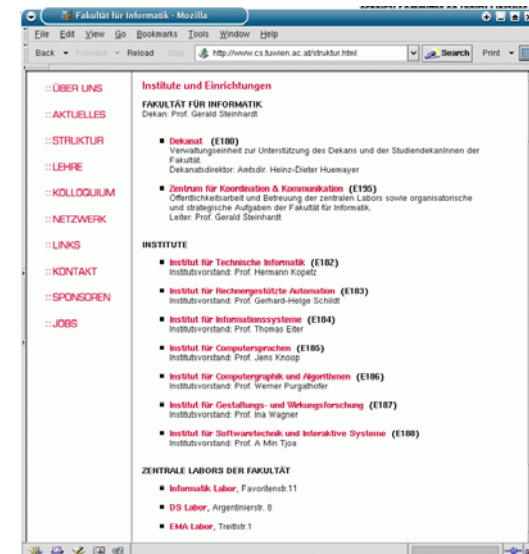 Fakultät für Informatik - Mozilla
File Edit View Go Bookmarks Tools Window Help
Back Forward Reload Stop http://www.cs.tuwien.ac.at/struktur.html Search Print
:: ÜBER UNS
:: AKTUELLES
:: STRUKTUR
:: LEHRE
:: KOLLOQUIUM
:: NETZWERK
:: LINKS
:: KONTAKT
:: SPONSOREN
:: JOBS
Institute und Einrichtungen
FAKULTÄT FÜR INFORMATIK
Dekan: Prof. Gerald Steinhardt
Dekanat (E180)
Verwaltungseinheit zur Unterstützung des Dekans und der StudiendekanInnen der
Fakultät.
Dekanatsdirektor: Amtsdir. Heinz-Dieter Huemayer
Zentrum für Koordination & Kommunikation (E195)
Öffentlichkeitsarbeit und Betreuung der zentralen Labors sowie organisatorische
und strategische Aufgaben der Fakultät für Informatik.
Leiter: Prof. Gerald Steinhardt
INSTITUTE
Institut für Technische Informatik (E182)
Institutsvorstand: Prof. Hermann Kopetz
Institut für Rechnergestützte Automation (E183)
Institutsvorstand: Prof. Gerhard-Helge Schildt
Institut für Informationssysteme (E184)
Institutsvorstand: Prof. Thomas Eiter
Institut für Computersprachen (E185)
Institutsvorstand: Prof. Jens Knoop
Institut für Computergraphik und Algorithmen (E186)
Institutsvorstand: Prof. Werner Purgathofer
Institut für Gestaltungs- und Wirkungsforschung (E187)
Institutsvorstand: Prof. Ina Wagner
Institut für Softwaretechnik und Interaktive Systeme (E188)
Institutsvorstand: Prof. A Min Tjoa
ZENTRALE LABORS DER FAKULTÄT
Informatik Labor, Favoritenstr.11
DS Labor, Argentinierstr. 8
EMA Labor, Treitlstr.1